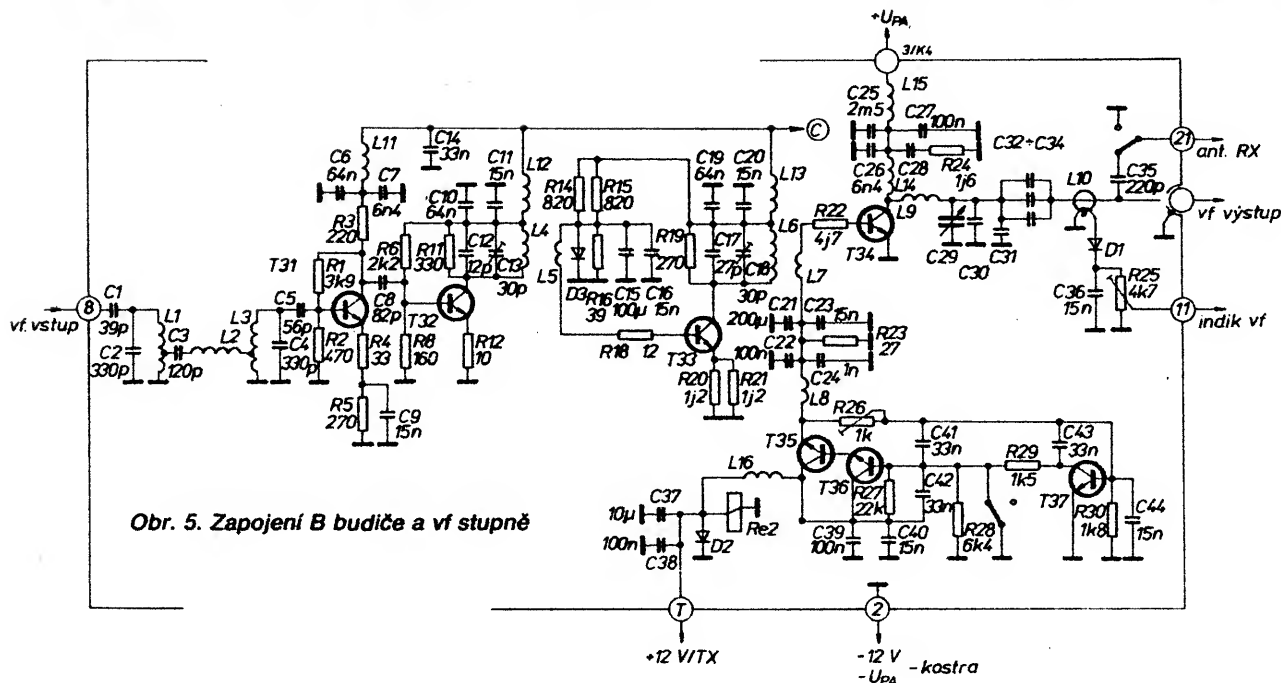 +UPA
3/K4
L15
C25
2m5
C27
100n
C26
6n4
C28
R24
1j6
L14
C32÷C34
L10
C35
220p
21
ant. RX
vf výstup
L11
C14
33n
C6
64n
C7
6n4
R3
220
C11
15n
L12
C10
64n
R14
820
R15
820
C19
64n
C20
15n
L13
C
L4
L6
R22
4j7
T34
L9
C29
C30
C31
D1
C36
15n
R25
4k7
11
indik vf
R6
2k2
R11
330
C12
12p
C13
30p
L5
D3
R16
39
C15
100µ
C16
15n
R19
270
C17
27p
C18
30p
L7
T31
R1
3k9
C8
82p
T32
8
vf. vstup
C1
39p
L1
C3
120p
L2
L3
C5
56p
C2
330p
C4
330p
R2
470
R4
33
R8
160
R12
10
R18
12
T33
C21
200µ
C23
15n
R23
27
C22
100n
C24
1n
L8
R5
270
C9
15n
R20
1j2
R21
1j2
R26
1k
C41
33n
C43
33n
R29
1k5
T35
T36
T37
L16
R27
22k
C42
33n
R28
6k4
R30
1k8
C44
15n
C37
10µ
Re2
D2
100n
C38
C39
100n
C40
15n
Obr. 5. Zapojení B budiče a vf stupně
T
+12 V/TX
2
-12 V
-UPA
-kostra